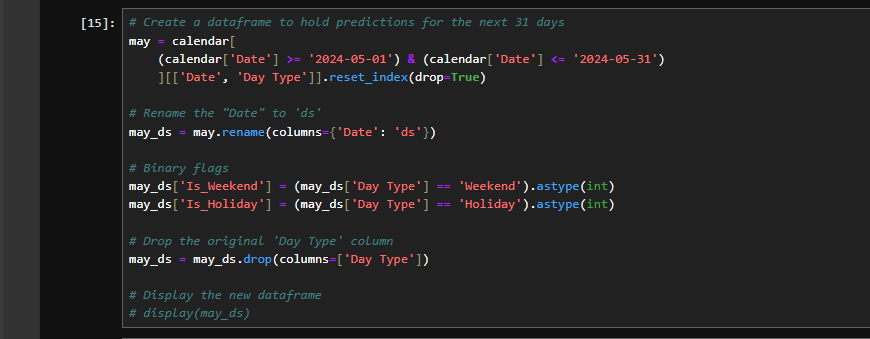 [15]:
# Create a dataframe to hold predictions for the next 31 days
may = calendar[
    (calendar['Date'] >= '2024-05-01') & (calendar['Date'] <= '2024-05-31')
    ][['Date', 'Day Type']].reset_index(drop=True)

# Rename the "Date" to 'ds'
may_ds = may.rename(columns={'Date': 'ds'})

# Binary flags
may_ds['Is_Weekend'] = (may_ds['Day Type'] == 'Weekend').astype(int)
may_ds['Is_Holiday'] = (may_ds['Day Type'] == 'Holiday').astype(int)

# Drop the original 'Day Type' column
may_ds = may_ds.drop(columns=['Day Type'])

# Display the new dataframe
# display(may_ds)